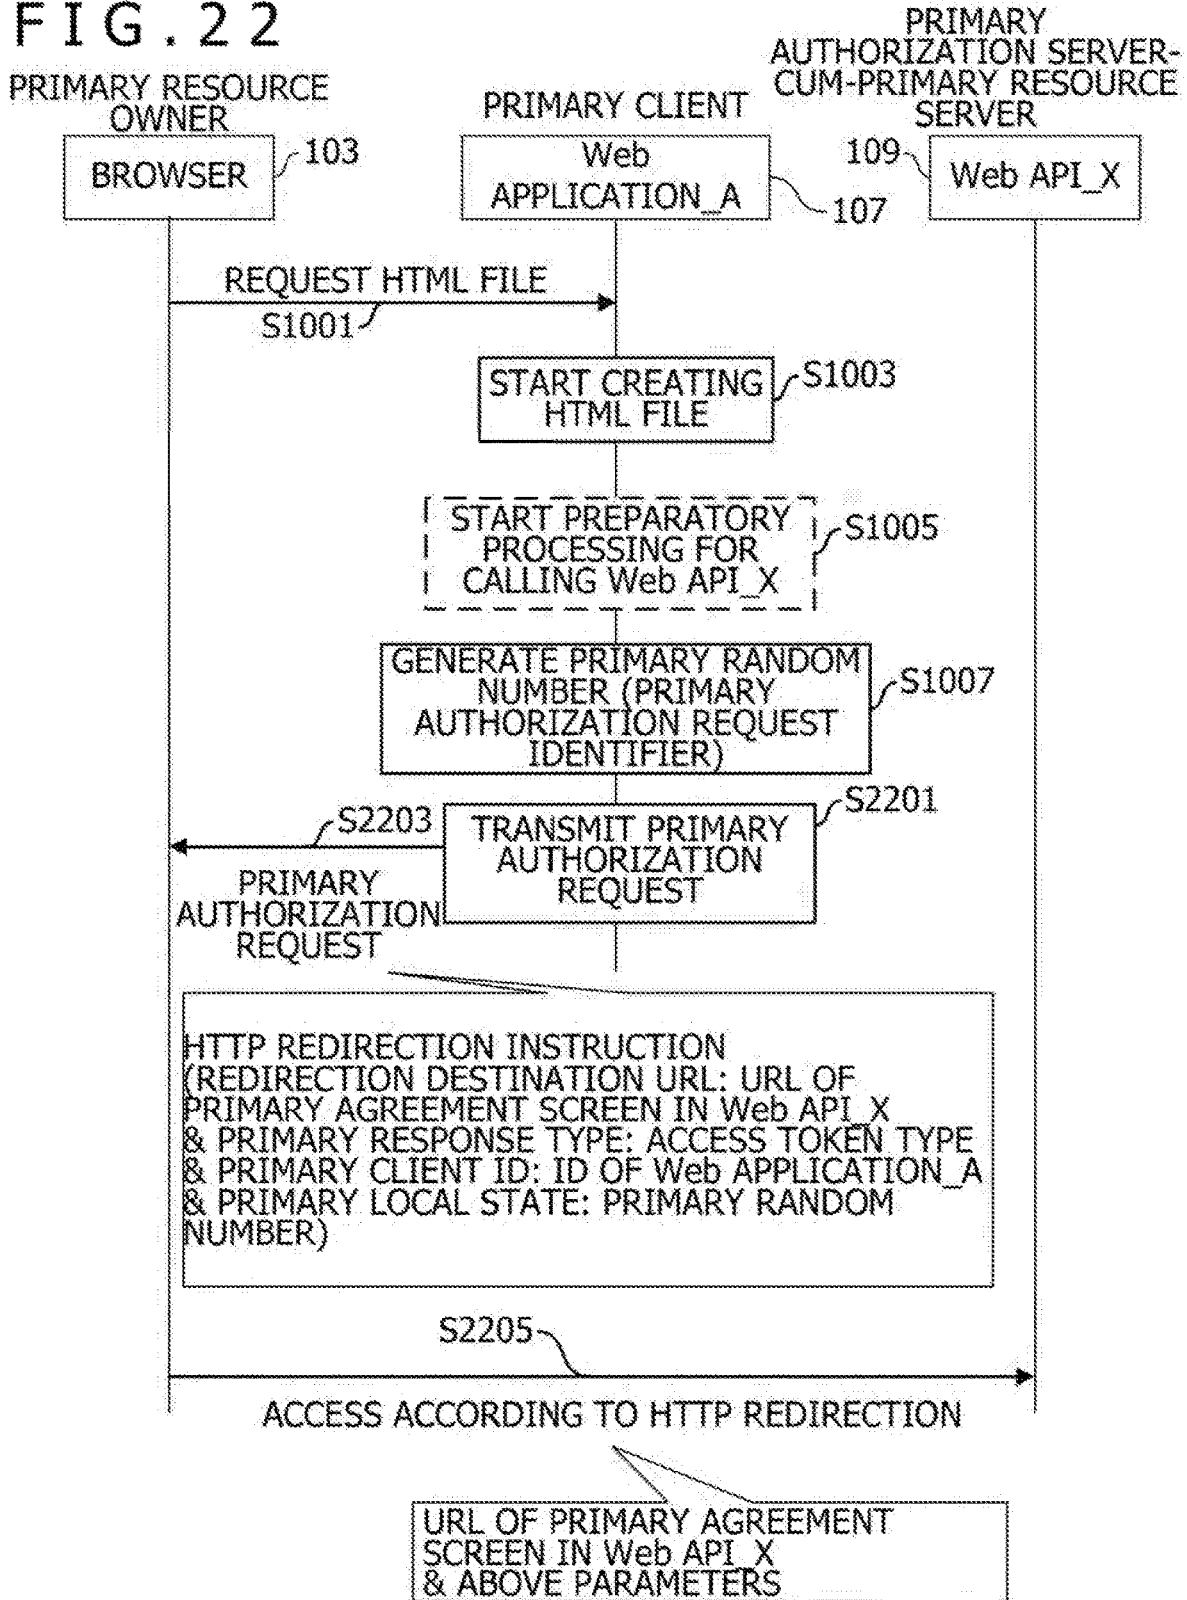 FIG.22
PRIMARY RESOURCE
OWNER
PRIMARY CLIENT
PRIMARY
AUTHORIZATION SERVER-
CUM-PRIMARY RESOURCE
SERVER
BROWSER
103
Web
APPLICATION_A
107
109
Web API_X
REQUEST HTML FILE
S1001
START CREATING
HTML FILE
S1003
START PREPARATORY
PROCESSING FOR
CALLING Web API_X
S1005
GENERATE PRIMARY RANDOM
NUMBER (PRIMARY
AUTHORIZATION REQUEST
IDENTIFIER)
S1007
S2201
S2203
TRANSMIT PRIMARY
AUTHORIZATION
REQUEST
PRIMARY
AUTHORIZATION
REQUEST
HTTP REDIRECTION INSTRUCTION
(REDIRECTION DESTINATION URL: URL OF
PRIMARY AGREEMENT SCREEN IN Web API_X
& PRIMARY RESPONSE TYPE: ACCESS TOKEN TYPE
& PRIMARY CLIENT ID: ID OF Web APPLICATION_A
& PRIMARY LOCAL STATE: PRIMARY RANDOM
NUMBER)
S2205
ACCESS ACCORDING TO HTTP REDIRECTION
URL OF PRIMARY AGREEMENT
SCREEN IN Web API_X
& ABOVE PARAMETERS